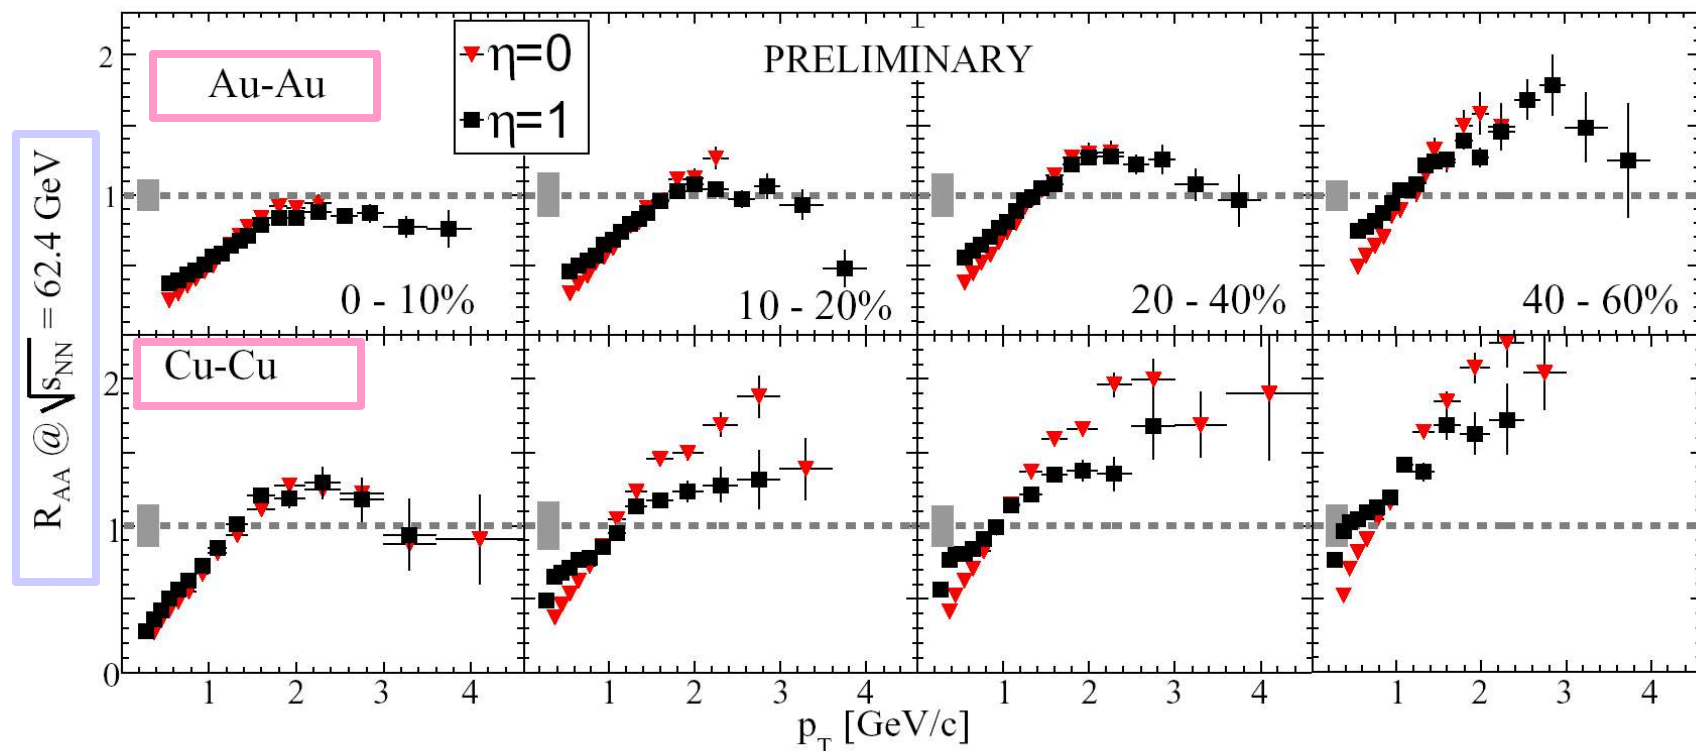 PRELIMINARY
Au-Au
η=0
η=1
2
1
0 - 10%
10 - 20%
20 - 40%
40 - 60%
R_AA @ √s_NN = 62.4 GeV
Cu-Cu
2
1
0
1 2 3 4 1 2 3 4 1 2 3 4 1 2 3 4
p_T [GeV/c]